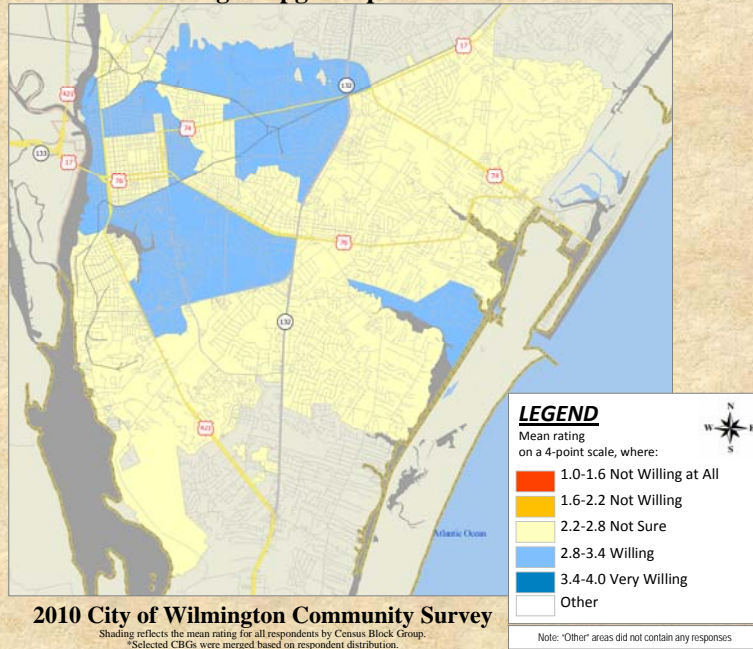 17
132
421
74
133
17
76
74
76
132
421
Atlantic Ocean
LEGEND
Mean rating
on a 4-point scale, where:
N
W
E
S
1.0-1.6 Not Willing at All
1.6-2.2 Not Willing
2.2-2.8 Not Sure
2.8-3.4 Willing
3.4-4.0 Very Willing
Other
2010 City of Wilmington Community Survey
Shading reflects the mean rating for all respondents by Census Block Group.
*Selected CBGs were merged based on respondent distribution.
Note: "Other" areas did not contain any responses